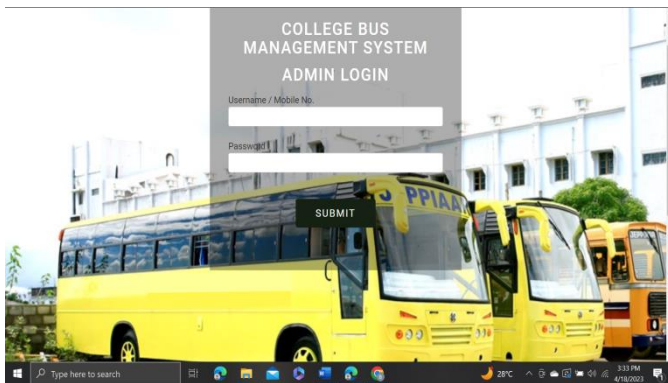 COLLEGE BUS
MANAGEMENT SYSTEM
ADMIN LOGIN
Username / Mobile No.
Password
SUBMIT
PPIAA
Type here to search
28°C
3:33 PM
4/18/2023